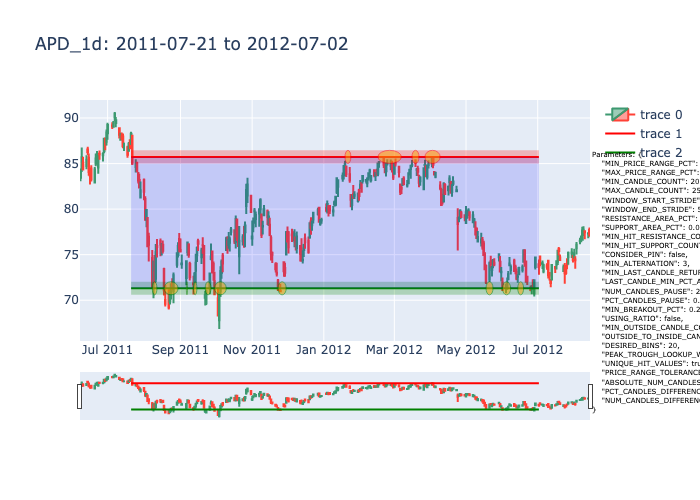 APD_1d: 2011-07-21 to 2012-07-02
90
85
80
75
70
Jul 2011
Sep 2011
Nov 2011
Jan 2012
Mar 2012
May 2012
Jul 2012
trace 0
trace 1
trace 2
Parameters: {
"MIN_PRICE_RANGE_PCT":
"MAX_PRICE_RANGE_PCT":
"MIN_CANDLE_COUNT": 20
"MAX_CANDLE_COUNT": 25
"WINDOW_START_STRIDE"
"WINDOW_END_STRIDE": 5
"RESISTANCE_AREA_PCT":
"SUPPORT_AREA_PCT": 0.0
"MIN_HIT_RESISTANCE_CO
"MIN_HIT_SUPPORT_COUN
"CONSIDER_PIN": false,
"MIN_ALTERNATION": 3,
"MIN_LAST_CANDLE_RETUR
"LAST_CANDLE_MIN_PCT_A
"NUM_CANDLES_PAUSE": 2
"PCT_CANDLES_PAUSE": 0.
"MIN_BREAKOUT_PCT": 0.2
"USING_RATIO": false,
"MIN_OUTSIDE_CANDLE_CO
"OUTSIDE_TO_INSIDE_CAN
"DESIRED_BINS": 20,
"PEAK_TROUGH_LOOKUP_W
"UNIQUE_HIT_VALUES": tru
"PRICE_RANGE_TOLERANC
"ABSOLUTE_NUM_CANDLES
"PCT_CANDLES_DIFFERENC
"NUM_CANDLES_DIFFEREN
}